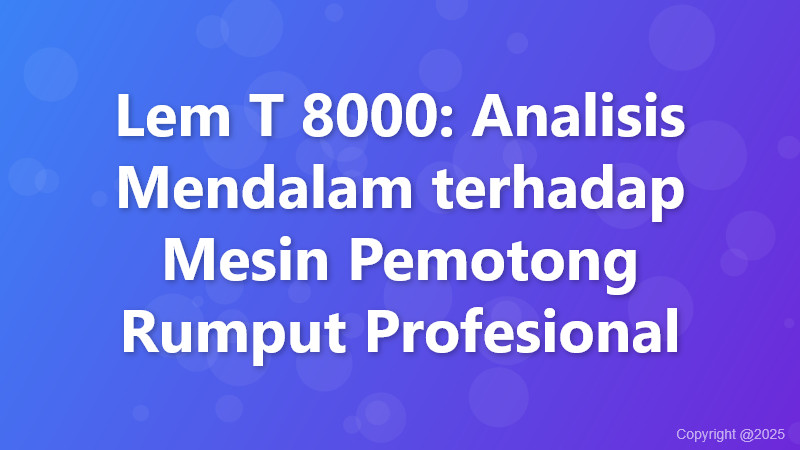 Lem T 8000: Analisis
Mendalam terhadap
Mesin Pemotong
Rumput Profesional
Copyright @2025